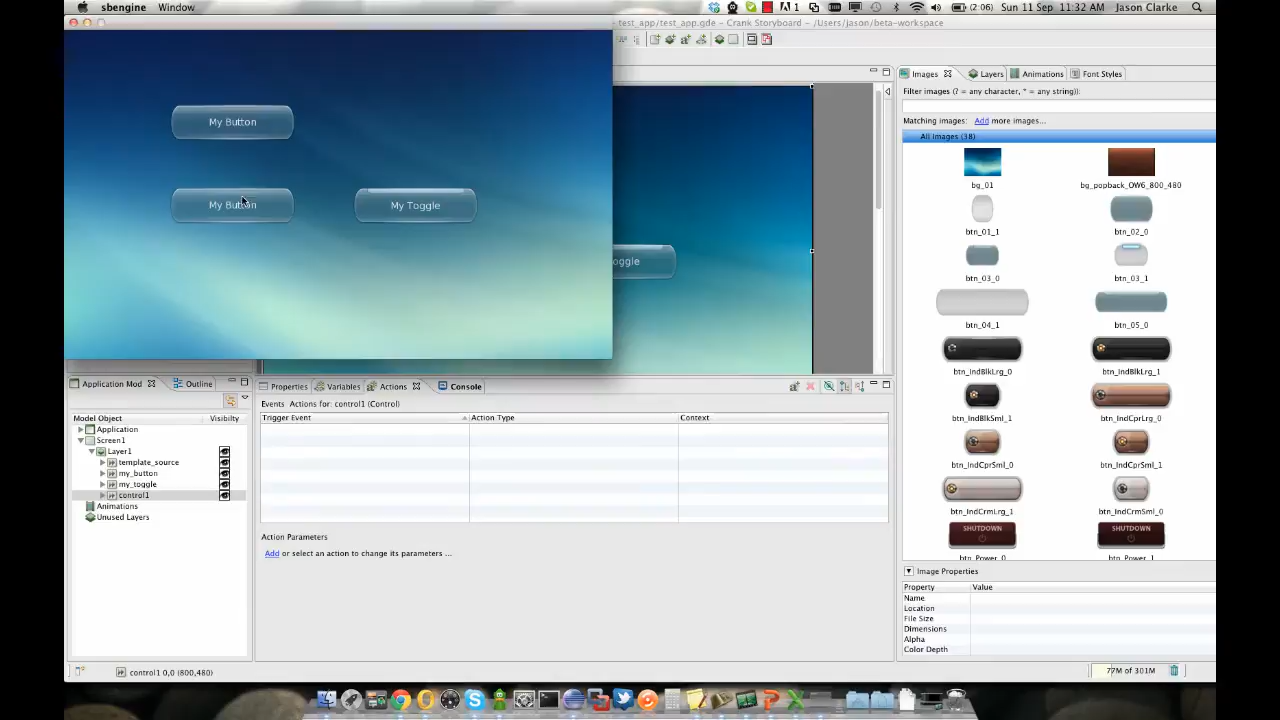 sbengine Window 1 (2:06) Sun 11 Sep 11:32 AM Jason Clarke
test_app/test_app.gde – Crank Storyboard – /Users/jason/beta-workspace
My Button
My Button
My Toggle
oggle
Images Layers Animations Font Styles
Filter images (? = any character, * = any string):
Matching images: Add more images...
All Images (38)
bg_01 bg_popback_OW6_800_480
btn_01_1 btn_02_0
btn_03_0 btn_03_1
btn_04_1 btn_05_0
btn_IndBlkLrg_0 btn_IndBlkLrg_1
btn_IndBlkSml_1 btn_IndCprLrg_0
btn_IndCprSml_0 btn_IndCprSml_1
btn_IndCrmLrg_1 btn_IndCrmSml_0
SHUTDOWN SHUTDOWN
btn_Power_0 btn_Power_1
Image Properties
Property Value
Name
Location
File Size
Dimensions
Alpha
Color Depth
Application Mod Outline
Model Object Visibilty
Application
Screen1
Layer1
template_source
my_button
my_toggle
control1
Animations
Unused Layers
Properties Variables Actions Console
Events Actions for: control1 (Control)
Trigger Event Action Type Context
Action Parameters
Add or select an action to change its parameters ...
control1 0,0 (800,480)
77M of 301M